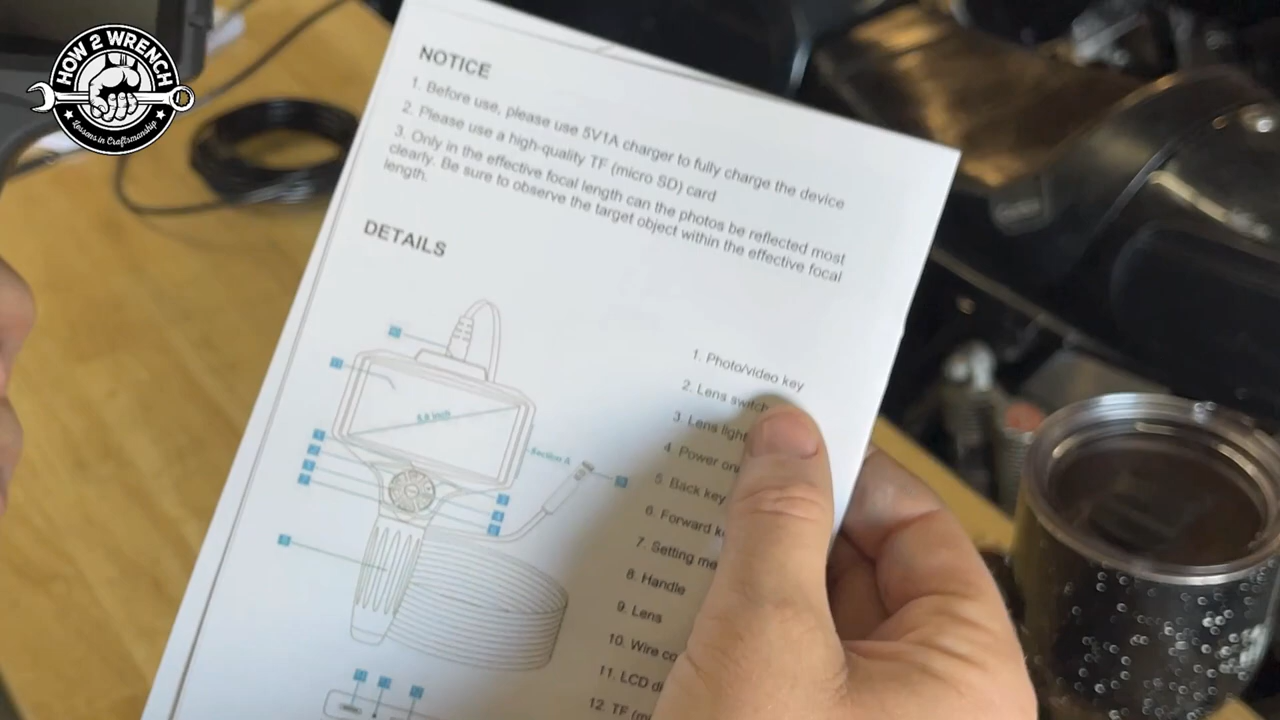 HOW 2 WRENCH
Lessons in Craftsmanship
NOTICE
1. Before use, please use 5V1A charger to fully charge the device
2. Please use a high-quality TF (micro SD) card
3. Only in the effective focal length can the photos be reflected most
clearly. Be sure to observe the target object within the effective focal
length.
DETAILS
1. Photo/video key
2. Lens switch
3. Lens light
4. Power on
5. Back key
6. Forward
7. Setting
8. Handle
9. Lens
10. Wire
11. LCD
12. TF
Section A